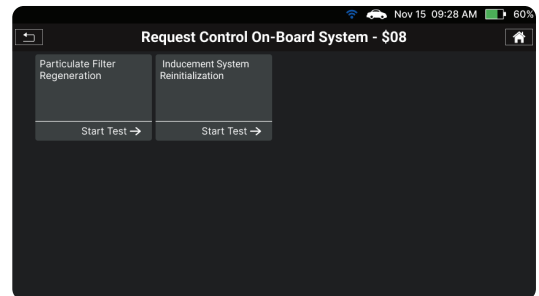 Nov 15 09:28 AM 60%
Request Control On-Board System - $08
Particulate Filter
Regeneration
Start Test →
Inducement System
Reinitialization
Start Test →